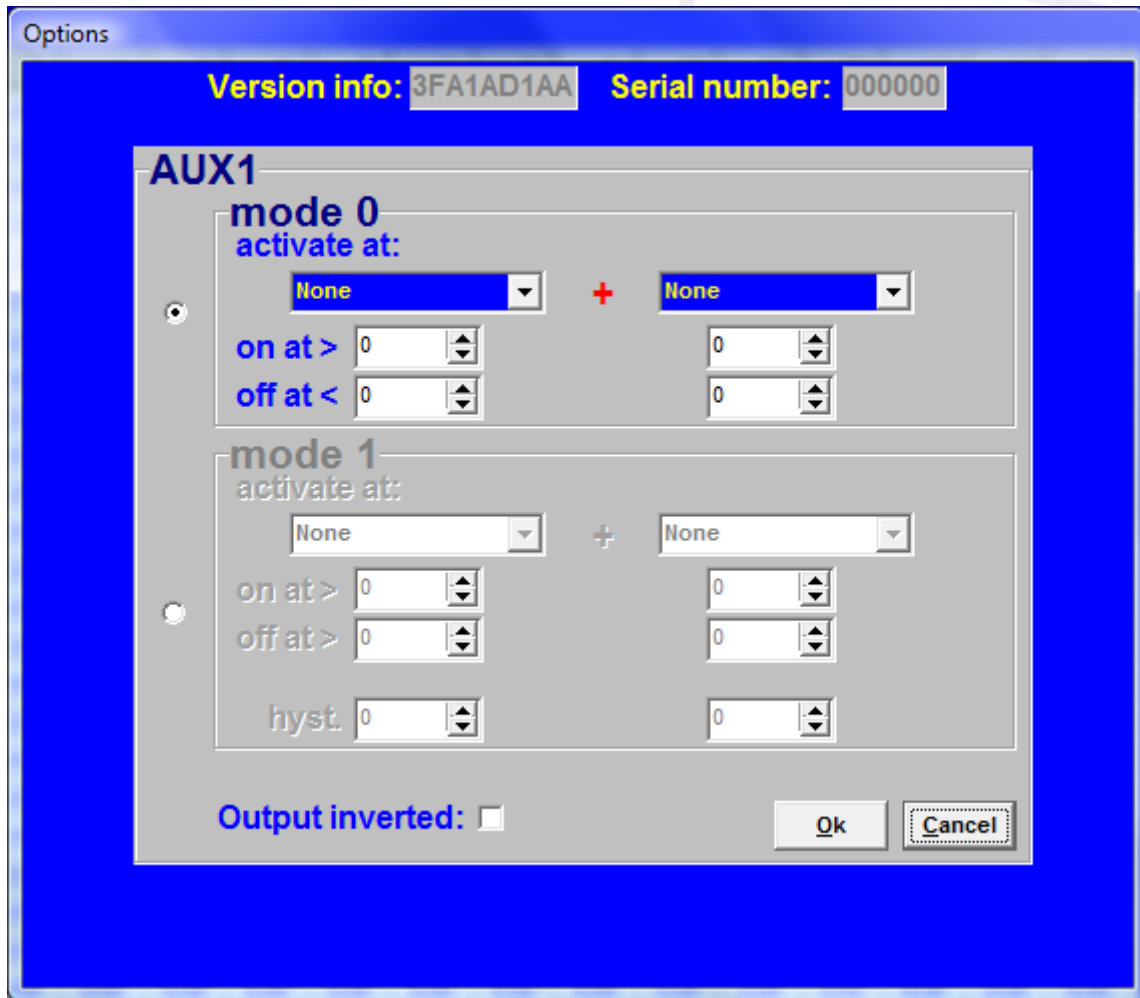 Options
Version info: 3FA1AD1AA Serial number: 000000
AUX1
mode 0
activate at:
None + None
on at > 0 0
off at < 0 0
mode 1
activate at:
None + None
on at > 0 0
off at > 0 0
hyst. 0 0
Output inverted: Ok Cancel